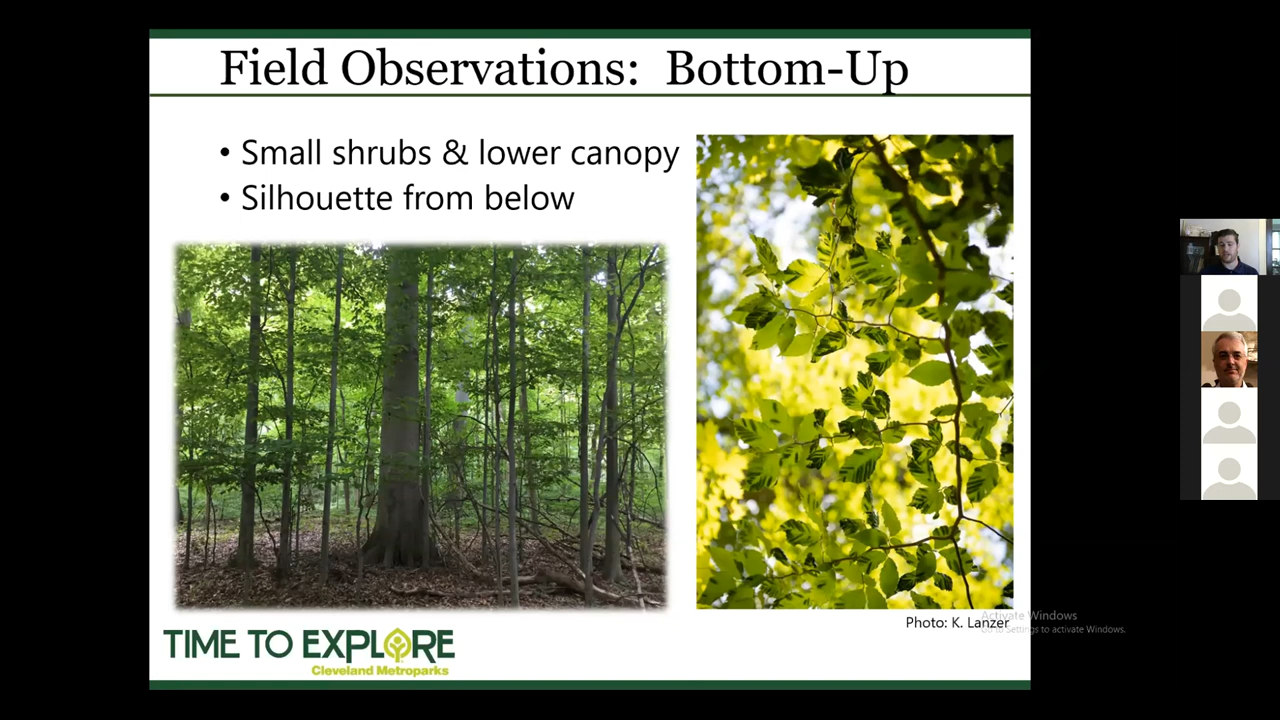 Field Observations: Bottom-Up
• Small shrubs & lower canopy
• Silhouette from below
Photo: K. Lanzer
Activate Windows
Go to Settings to activate Windows.
TIME TO EXPLORE
Cleveland Metroparks